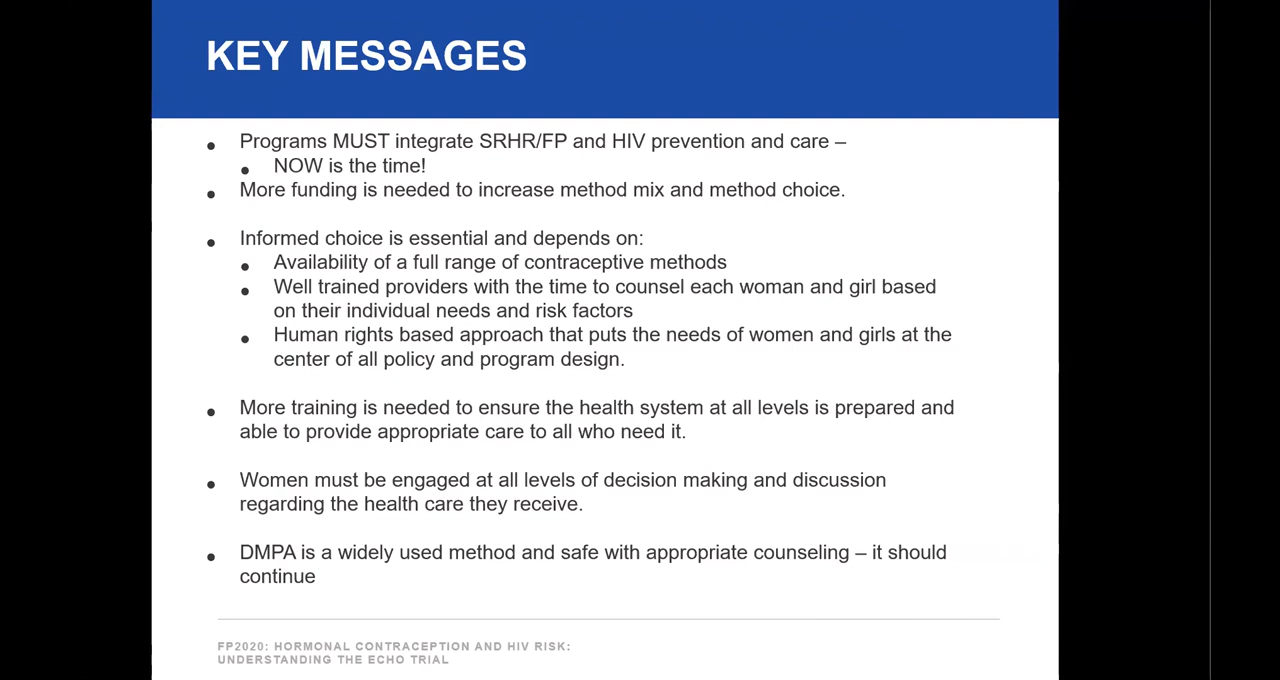 KEY MESSAGES
• Programs MUST integrate SRHR/FP and HIV prevention and care –
• NOW is the time!
• More funding is needed to increase method mix and method choice.
• Informed choice is essential and depends on:
• Availability of a full range of contraceptive methods
• Well trained providers with the time to counsel each woman and girl based
on their individual needs and risk factors
• Human rights based approach that puts the needs of women and girls at the
center of all policy and program design.
• More training is needed to ensure the health system at all levels is prepared and
able to provide appropriate care to all who need it.
• Women must be engaged at all levels of decision making and discussion
regarding the health care they receive.
• DMPA is a widely used method and safe with appropriate counseling – it should
continue
FP2020: HORMONAL CONTRACEPTION AND HIV RISK:
UNDERSTANDING THE ECHO TRIAL